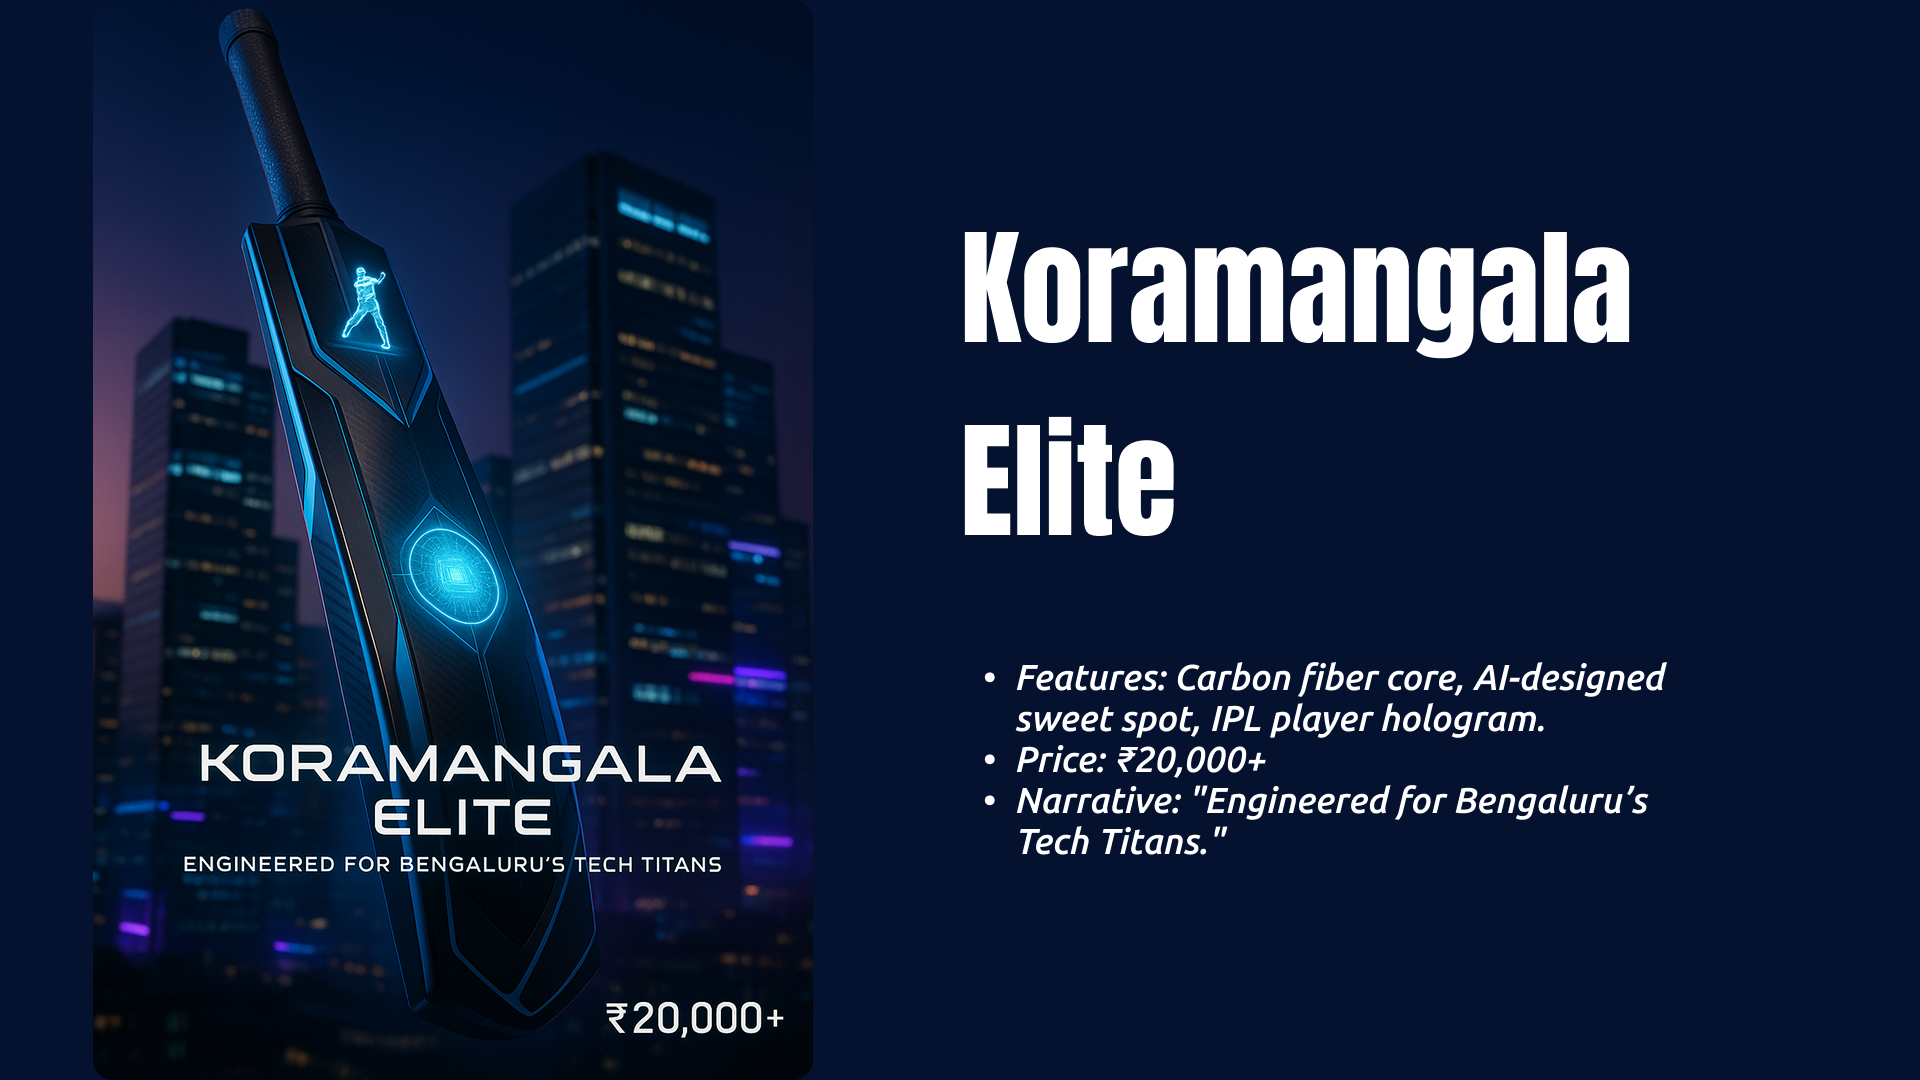 KORAMANGALA
ELITE
ENGINEERED FOR BENGALURU'S TECH TITANS
₹20,000+
Koramangala
Elite
• Features: Carbon fiber core, AI-designed
sweet spot, IPL player hologram.
• Price: ₹20,000+
• Narrative: "Engineered for Bengaluru’s
Tech Titans."